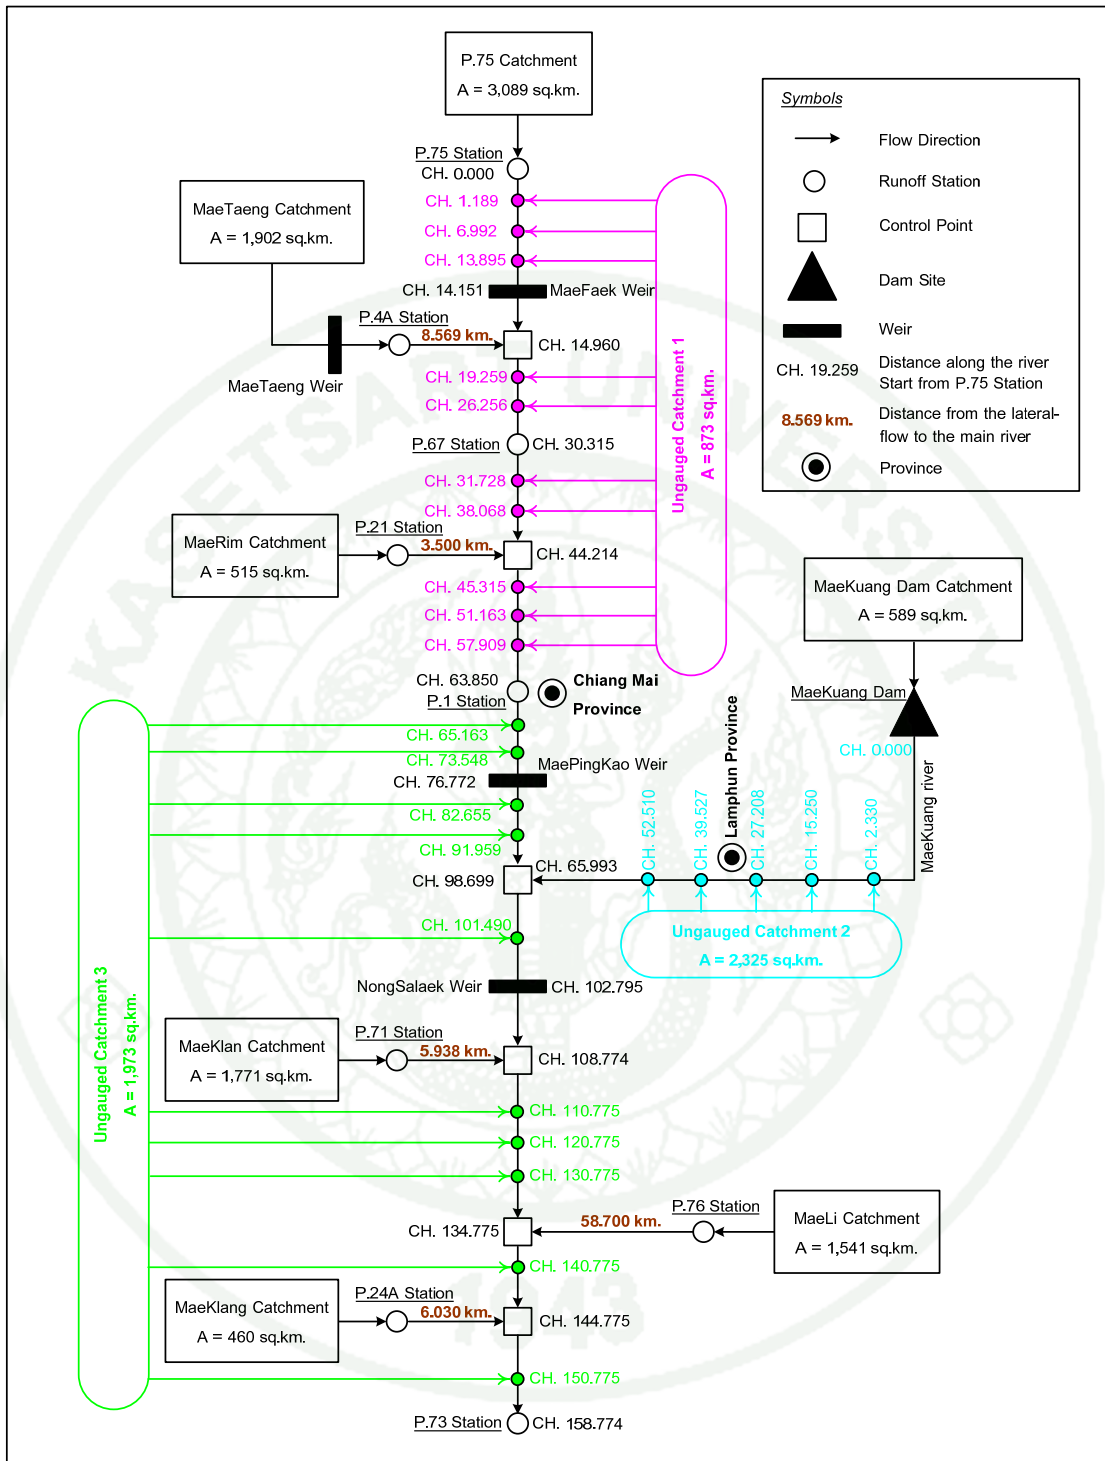 P.75 Catchment
A = 3,089 sq.km.
P.75 Station
CH. 0.000
CH. 1.189
CH. 6.992
CH. 13.895
CH. 14.151
MaeFaek Weir
MaeTaeng Catchment
A = 1,902 sq.km.
P.4A Station
8.569 km.
MaeTaeng Weir
CH. 14.960
CH. 19.259
CH. 26.256
P.67 Station
CH. 30.315
CH. 31.728
CH. 38.068
MaeRim Catchment
A = 515 sq.km.
P.21 Station
3.500 km.
CH. 44.214
CH. 45.315
CH. 51.163
CH. 57.909
Ungauged Catchment 1
A = 873 sq.km.
CH. 63.850
P.1 Station
Chiang Mai
Province
CH. 65.163
CH. 73.548
MaePingKao Weir
CH. 76.772
CH. 82.655
CH. 91.959
CH. 65.993
CH. 98.699
CH. 101.490
NongSalaek Weir
CH. 102.795
Symbols
Flow Direction
Runoff Station
Control Point
Dam Site
Weir
CH. 19.259
Distance along the river
Start from P.75 Station
8.569 km.
Distance from the lateral-
flow to the main river
Province
MaeKuang Dam Catchment
A = 589 sq.km.
MaeKuang Dam
CH. 0.000
MaeKuang river
CH. 52.510
CH. 39.527
Lamphun Province
CH. 27.208
CH. 15.250
CH. 2.330
Ungauged Catchment 2
A = 2,325 sq.km.
Ungauged Catchment 3
A = 1,973 sq.km.
MaeKlan Catchment
A = 1,771 sq.km.
P.71 Station
5.938 km.
CH. 108.774
CH. 110.775
CH. 120.775
CH. 130.775
CH. 134.775
58.700 km.
P.76 Station
MaeLi Catchment
A = 1,541 sq.km.
CH. 140.775
MaeKlang Catchment
A = 460 sq.km.
P.24A Station
6.030 km.
CH. 144.775
CH. 150.775
P.73 Station
CH. 158.774
KASETSART UNIVERSITY
1943